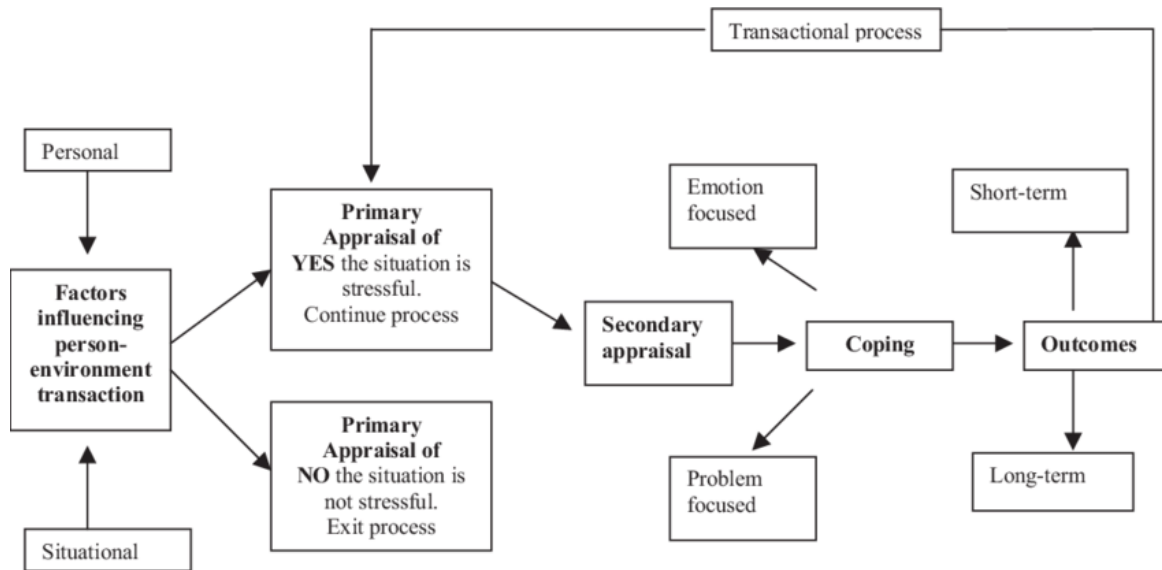 Transactional process
Personal
Emotion
focused
Short-term
Primary
Appraisal of
YES the situation is
stressful.
Continue process
Factors
influencing
person-
environment
transaction
Secondary
appraisal
Coping
Outcomes
Primary
Appraisal of
NO the situation is
not stressful.
Exit process
Problem
focused
Long-term
Situational